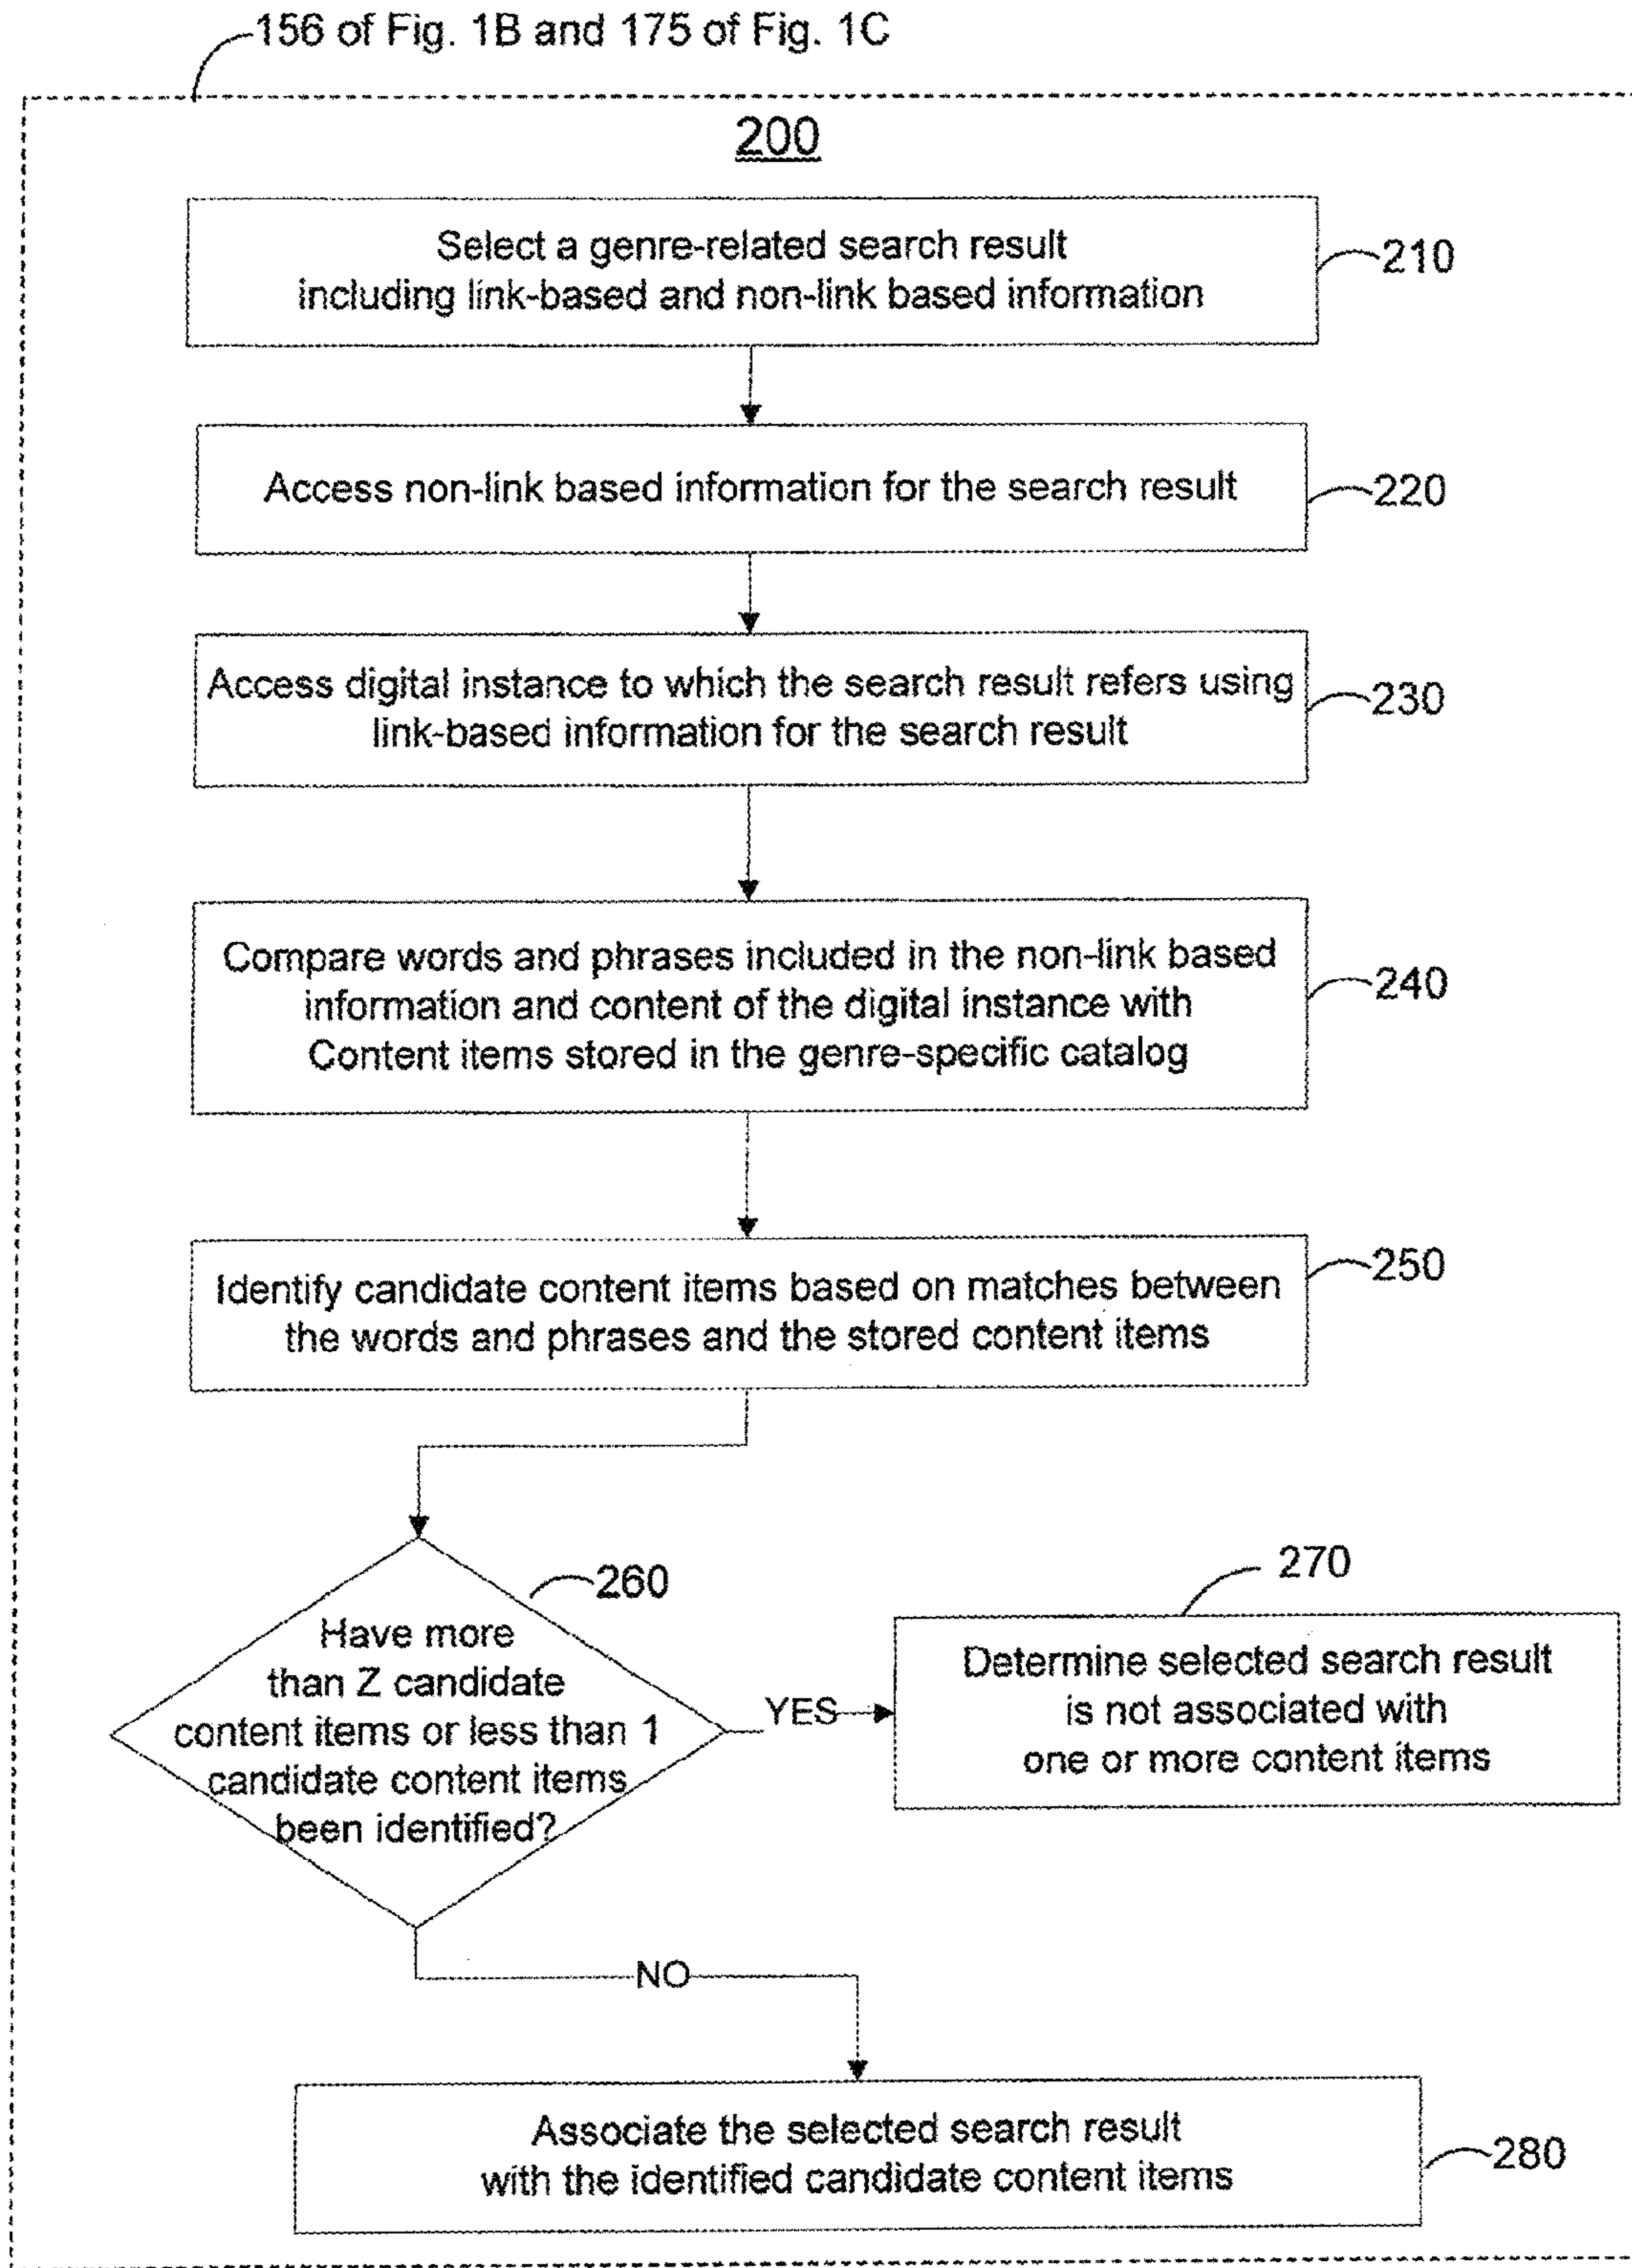 156 of Fig. 1B and 175 of Fig. 1C
200
Select a genre-related search result
including link-based and non-link based information
210
Access non-link based information for the search result
220
Access digital instance to which the search result refers using
link-based information for the search result
230
Compare words and phrases included in the non-link based
information and content of the digital instance with
Content items stored in the genre-specific catalog
240
Identify candidate content items based on matches between
the words and phrases and the stored content items
250
260
Have more
than Z candidate
content items or less than 1
candidate content items
been identified?
YES
270
Determine selected search result
is not associated with
one or more content items
NO
Associate the selected search result
with the identified candidate content items
280